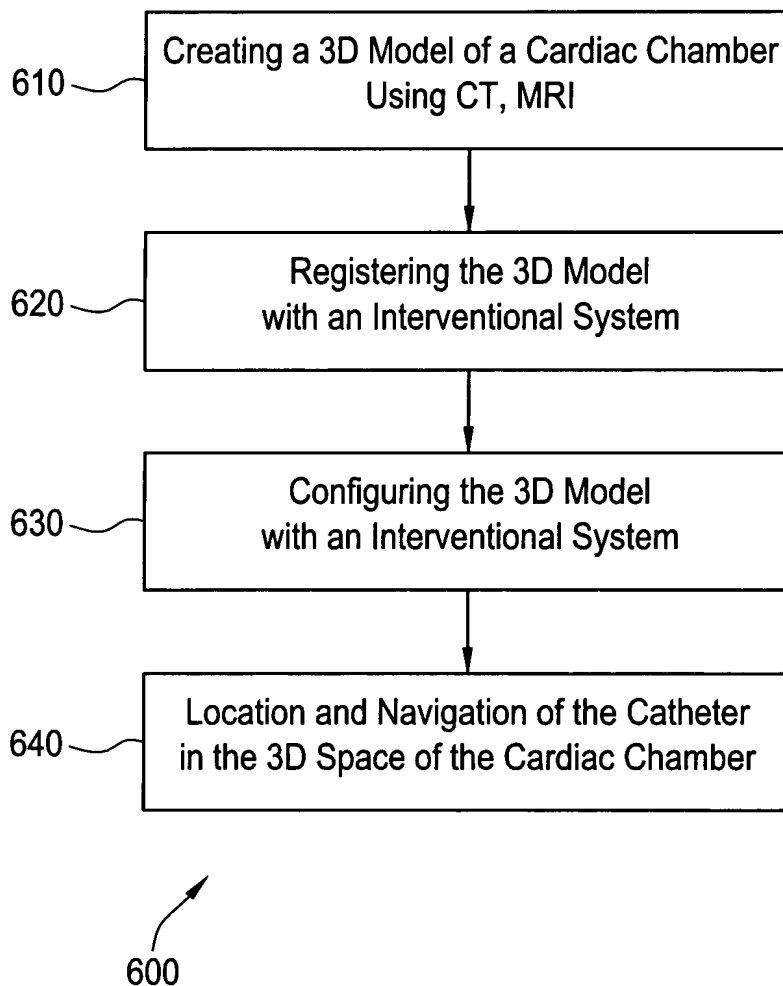 610
Creating a 3D Model of a Cardiac Chamber
Using CT, MRI
620
Registering the 3D Model
with an Interventional System
630
Configuring the 3D Model
with an Interventional System
640
Location and Navigation of the Catheter
in the 3D Space of the Cardiac Chamber
600